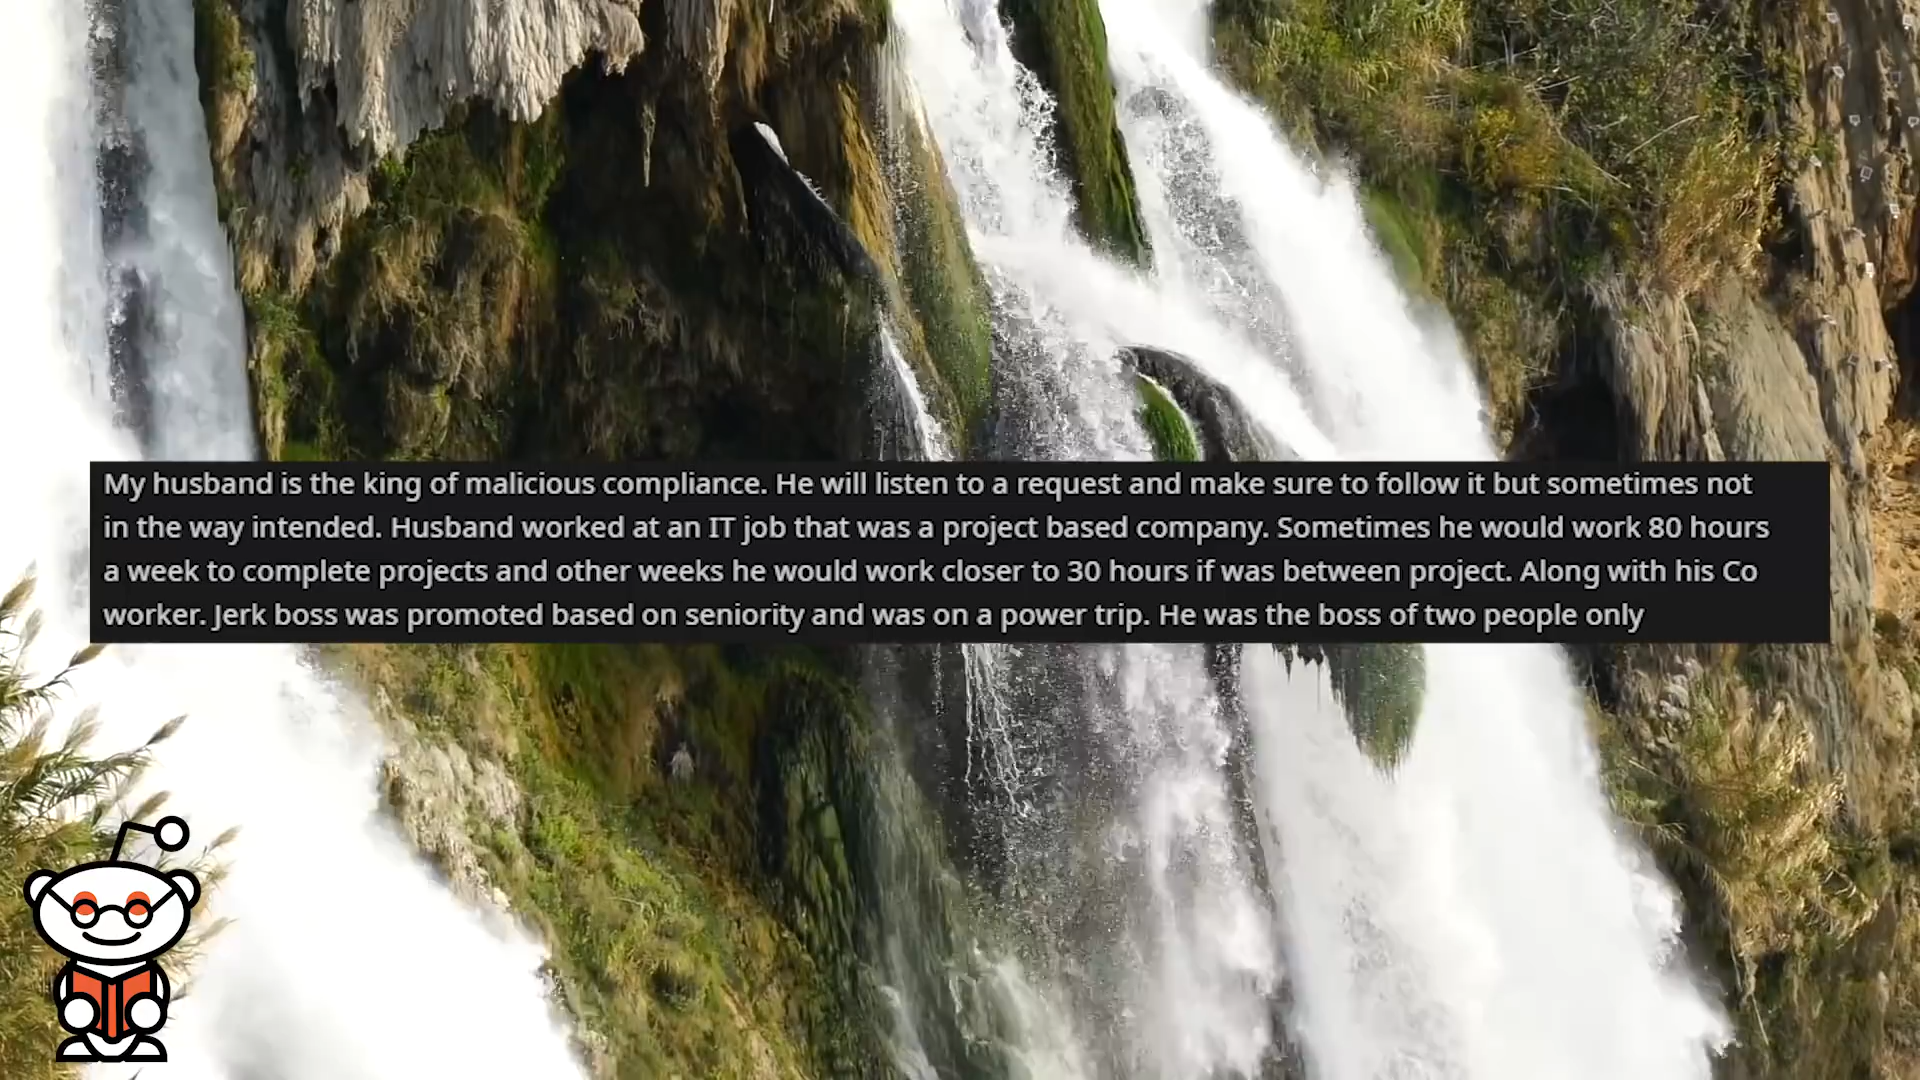 My husband is the king of malicious compliance. He will listen to a request and make sure to follow it but sometimes not
in the way intended. Husband worked at an IT job that was a project based company. Sometimes he would work 80 hours
a week to complete projects and other weeks he would work closer to 30 hours if was between project. Along with his Co
worker. Jerk boss was promoted based on seniority and was on a power trip. He was the boss of two people only